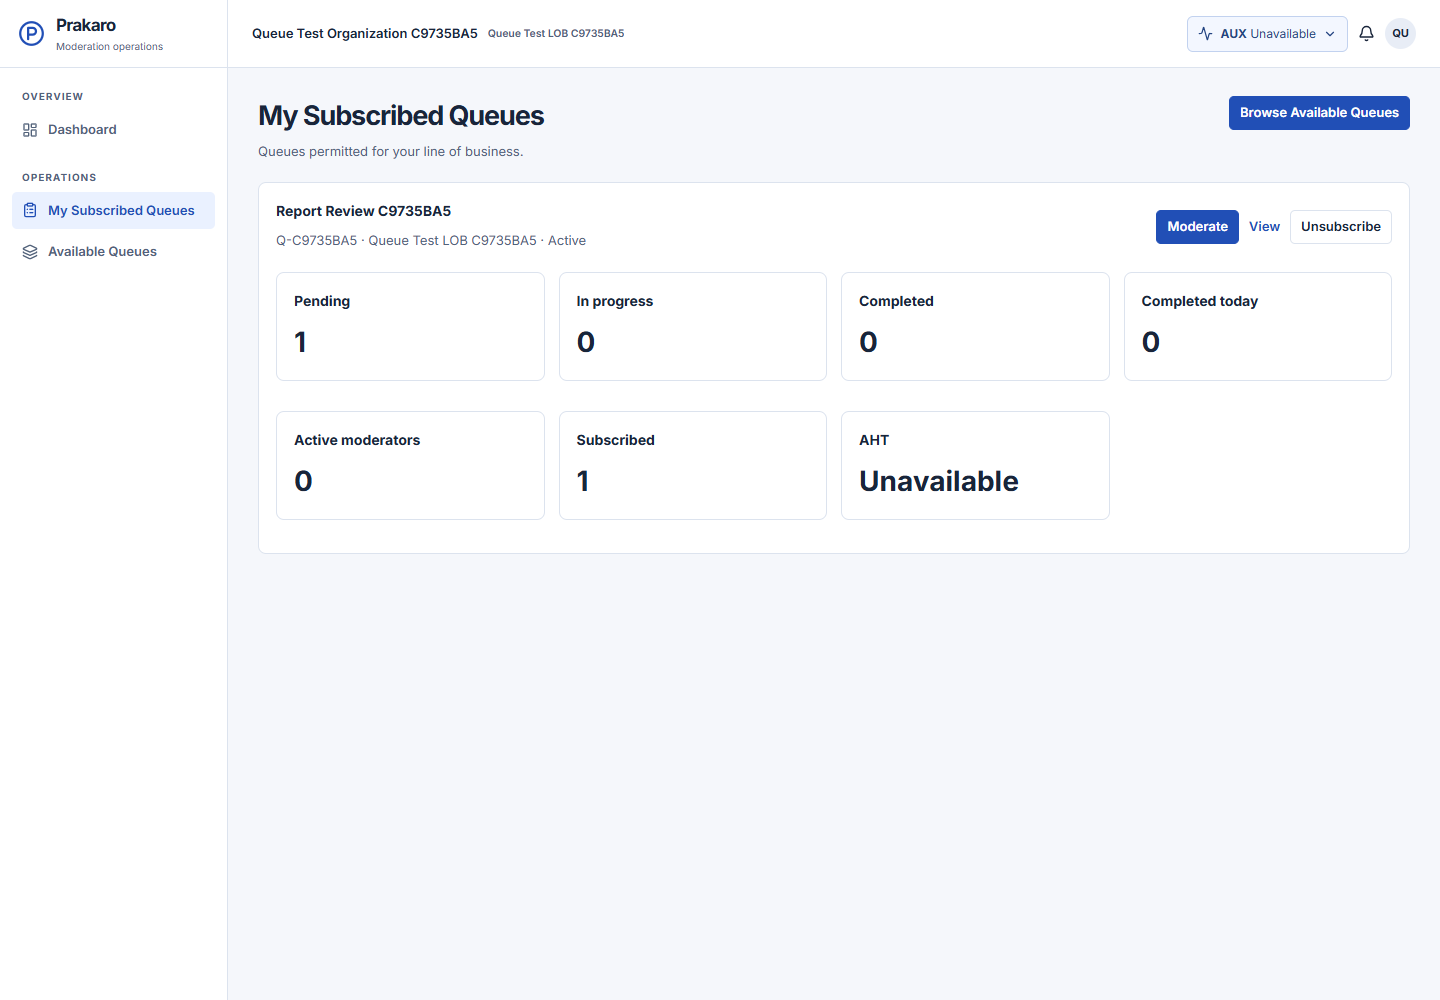 Prakaro
Moderation operations
Queue Test Organization C9735BA5 Queue Test LOB C9735BA5
AUX Unavailable
QU
OVERVIEW
Dashboard
OPERATIONS
My Subscribed Queues
Available Queues
My Subscribed Queues
Browse Available Queues
Queues permitted for your line of business.
Report Review C9735BA5
Q-C9735BA5 · Queue Test LOB C9735BA5 · Active
Moderate
View
Unsubscribe
Pending
1
In progress
0
Completed
0
Completed today
0
Active moderators
0
Subscribed
1
AHT
Unavailable